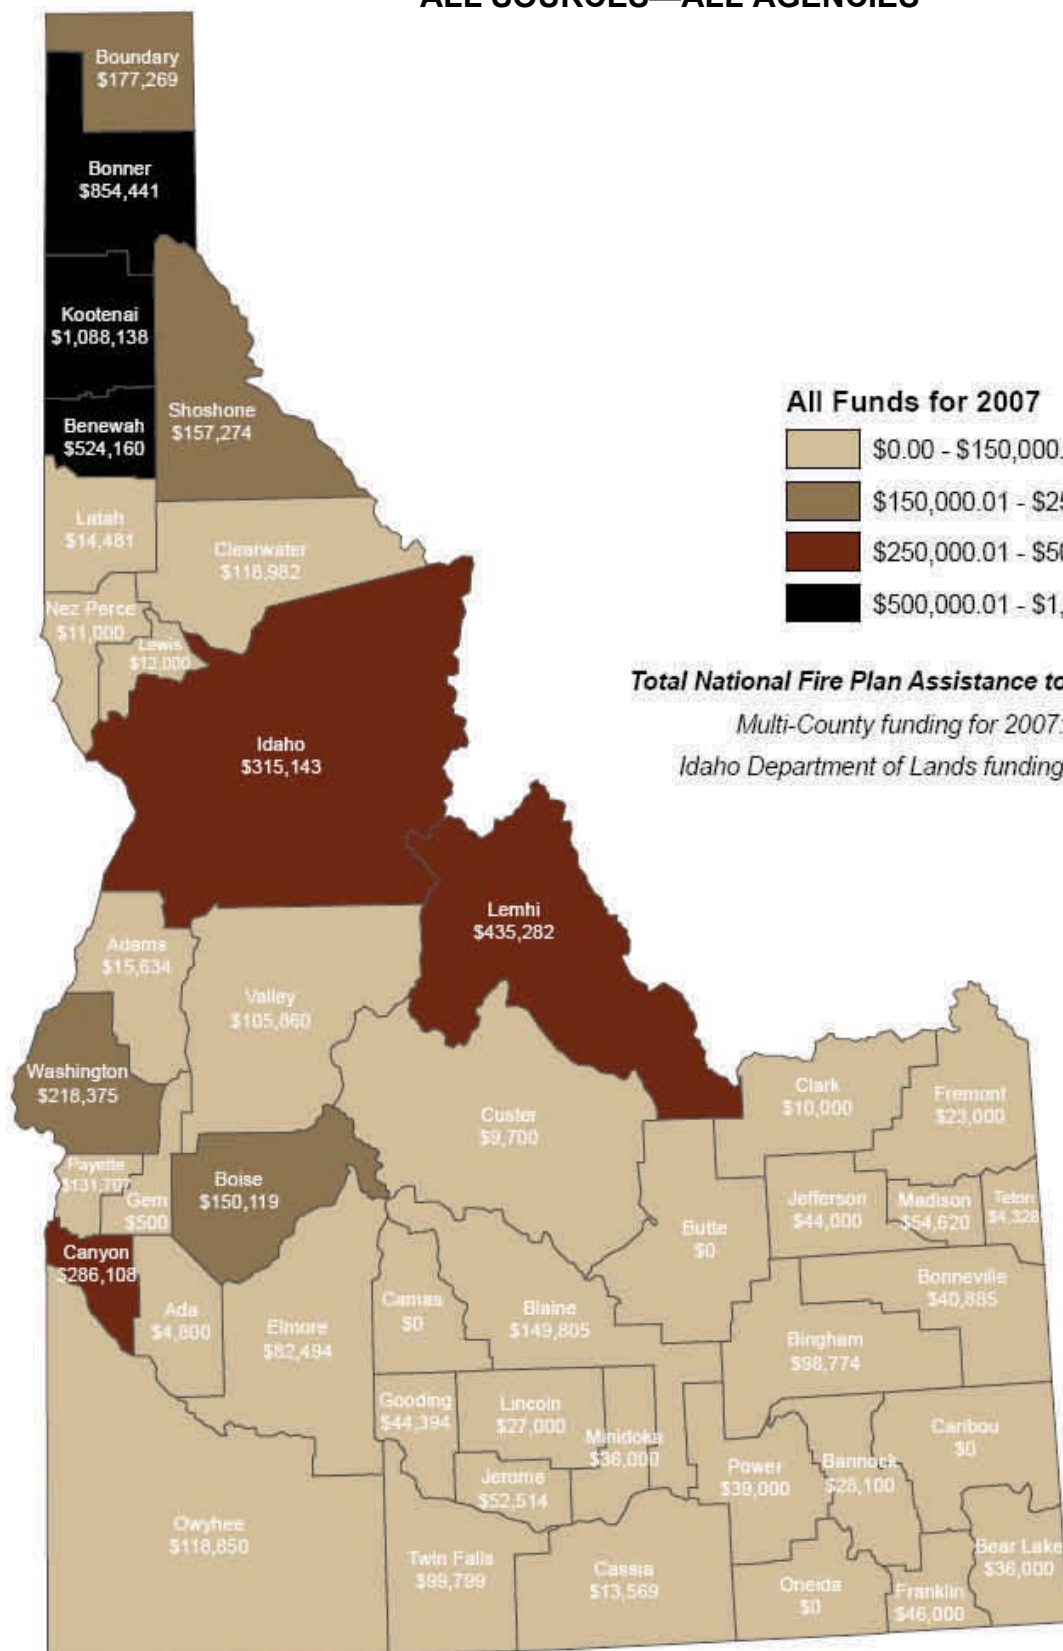 ALL SOURCES—ALL AGENCIES
Boundary
$177,269
Bonner
$854,441
Kootenai
$1,088,138
Benewah
$524,160
Shoshone
$157,274
All Funds for 2007
$0.00 - $150,000.
$150,000.01 - $25
$250,000.01 - $50
$500,000.01 - $1,
Latah
$14,481
Clearwater
$118,982
Nez Perce
$11,000
Lewis
$12,000
Total National Fire Plan Assistance to
Multi-County funding for 2007:
Idaho Department of Lands funding
Idaho
$315,143
Lemhi
$435,282
Adams
$15,634
Valley
$105,860
Washington
$218,375
Custer
$9,700
Clark
$10,000
Fremont
$23,000
Payette
$131,707
Gem
$500
Boise
$150,119
Butte
$0
Jefferson
$44,000
Madison
$54,620
Teton
$4,328
Canyon
$286,108
Ada
$4,800
Elmore
$82,494
Camas
$0
Blaine
$149,805
Bonneville
$40,885
Bingham
$98,774
Gooding
$44,394
Lincoln
$27,000
Minidoka
$36,000
Jerome
$52,514
Power
$39,000
Bannock
$28,100
Caribou
$0
Owyhee
$118,850
Twin Falls
$99,799
Cassia
$13,569
Oneida
$0
Franklin
$46,000
Bear Lake
$36,000